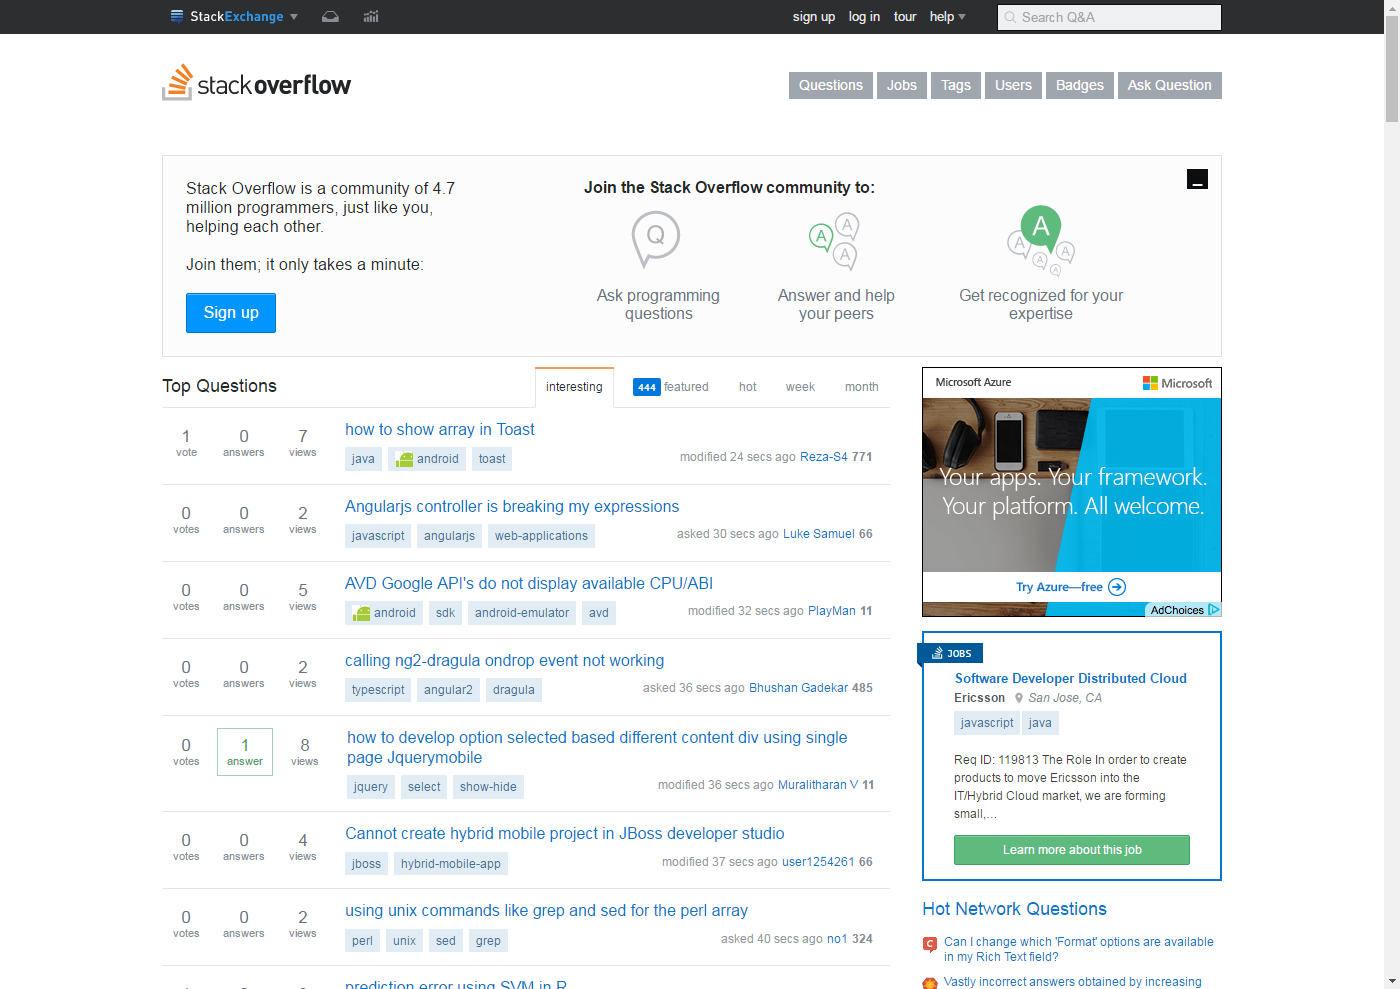 StackExchange
sign up log in tour help
Search Q&A
stackoverflow
Questions Jobs Tags Users Badges Ask Question
Stack Overflow is a community of 4.7
million programmers, just like you,
helping each other.
Join them; it only takes a minute:
Sign up
Join the Stack Overflow community to:
Q
A A A
A A A A A
Ask programming
questions
Answer and help
your peers
Get recognized for your
expertise
Top Questions
interesting 444 featured hot week month
1 0 7
vote answers views
how to show array in Toast
java android toast
modified 24 secs ago Reza-S4 771
0 0 2
votes answers views
Angularjs controller is breaking my expressions
javascript angularjs web-applications
asked 30 secs ago Luke Samuel 66
0 0 5
votes answers views
AVD Google API's do not display available CPU/ABI
android sdk android-emulator avd
modified 32 secs ago PlayMan 11
0 0 2
votes answers views
calling ng2-dragula ondrop event not working
typescript angular2 dragula
asked 36 secs ago Bhushan Gadekar 485
0 1 8
votes answer views
how to develop option selected based different content div using single
page Jquerymobile
jquery select show-hide
modified 36 secs ago Muralitharan V 11
0 0 4
votes answers views
Cannot create hybrid mobile project in JBoss developer studio
jboss hybrid-mobile-app
modified 37 secs ago user1254261 66
0 0 2
votes answers views
using unix commands like grep and sed for the perl array
perl unix sed grep
asked 40 secs ago no1 324
prediction error using SVM in R
Microsoft Azure Microsoft
Your apps. Your framework.
Your platform. All welcome.
Try Azure—free
AdChoices
JOBS
Software Developer Distributed Cloud
Ericsson San Jose, CA
javascript java
Req ID: 119813 The Role In order to create
products to move Ericsson into the
IT/Hybrid Cloud market, we are forming
small,…
Learn more about this job
Hot Network Questions
Can I change which 'Format' options are available
in my Rich Text field?
Vastly incorrect answers obtained by increasing